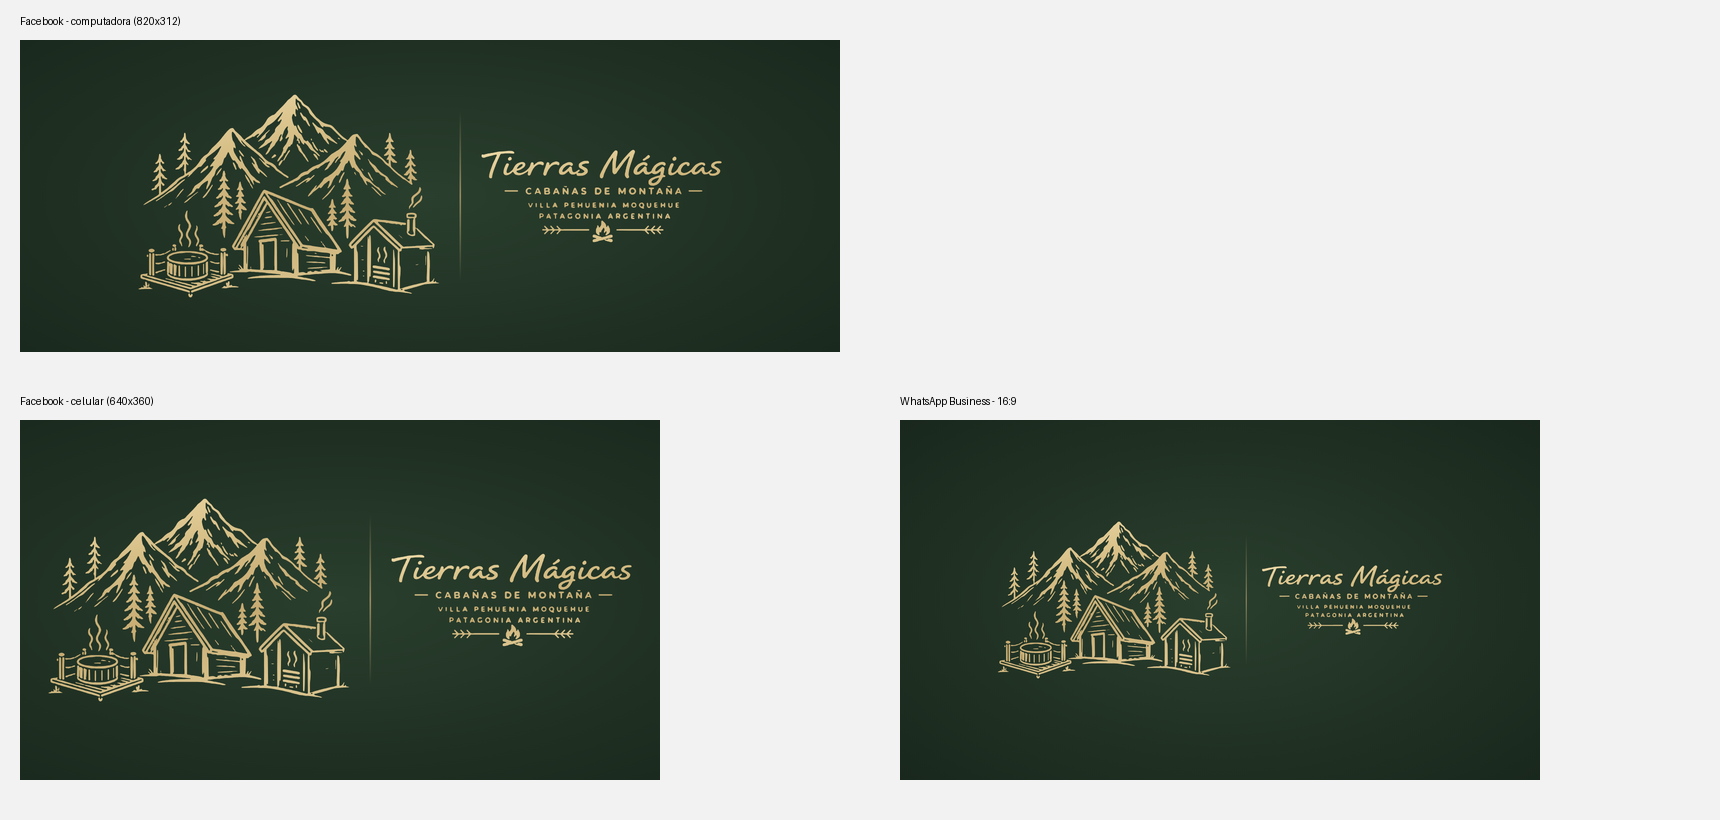 Facebook - computadora (820x312)
Tierras Mágicas
CABAÑAS DE MONTAÑA
VILLA PEHUENIA MOQUEHUE
PATAGONIA ARGENTINA
Facebook - celular (640x360)
Tierras Mágicas
CABAÑAS DE MONTAÑA
VILLA PEHUENIA MOQUEHUE
PATAGONIA ARGENTINA
WhatsApp Business - 16:9
Tierras Mágicas
CABAÑAS DE MONTAÑA
VILLA PEHUENIA MOQUEHUE
PATAGONIA ARGENTINA